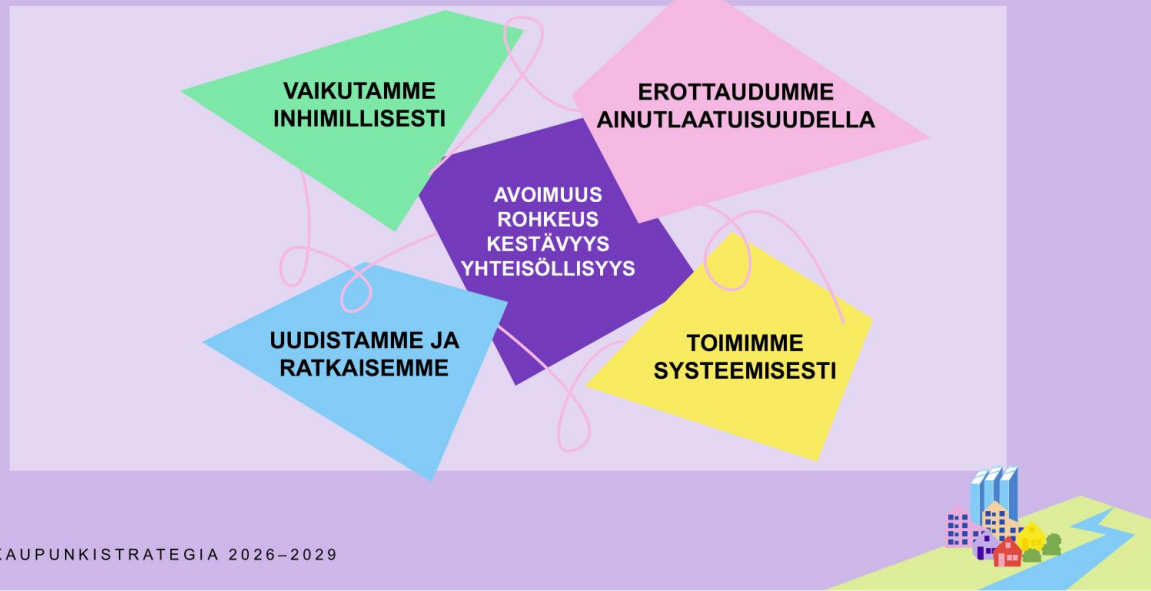 VAIKUTAMME
INHIMILLISESTI
EROTTAUDUMME
AINUTLAATUISUUDELLA
AVOIMUUS
ROHKEUS
KESTÄVYYS
YHTEISÖLLISYYS
UUDISTAMME JA
RATKAISEMME
TOIMIMME
SYSTEEMISESTI
KAUPUNKISTRATEGIA 2026–2029